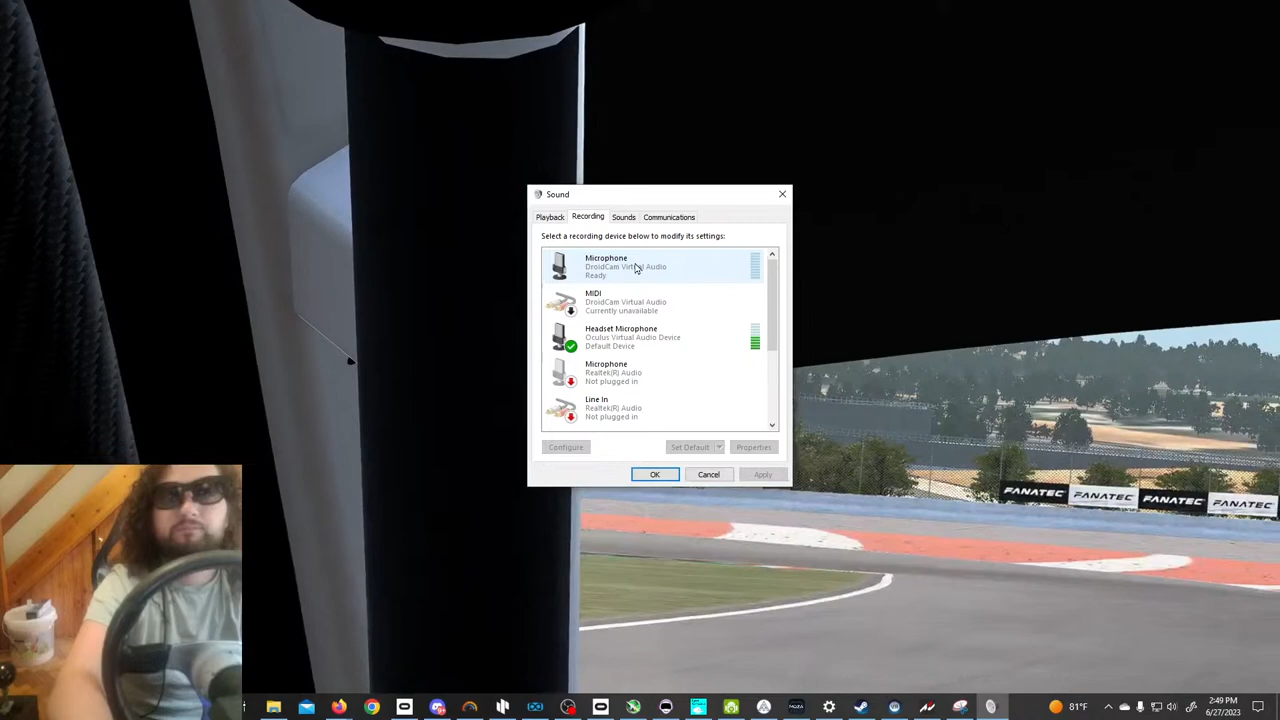 Sound
Playback
Recording
Sounds
Communications
Select a recording device below to modify its settings:
Microphone
DroidCam Virtual Audio
Ready
MIDI
DroidCam Virtual Audio
Currently unavailable
Headset Microphone
Oculus Virtual Audio Device
Default Device
Microphone
Realtek(R) Audio
Not plugged in
Line In
Realtek(R) Audio
Not plugged in
Configure
Set Default
Properties
OK
Cancel
Apply
FANATEC
FANATEC
FANATEC
FANATEC
MOZA
81°F
2:49 PM
6/27/2023